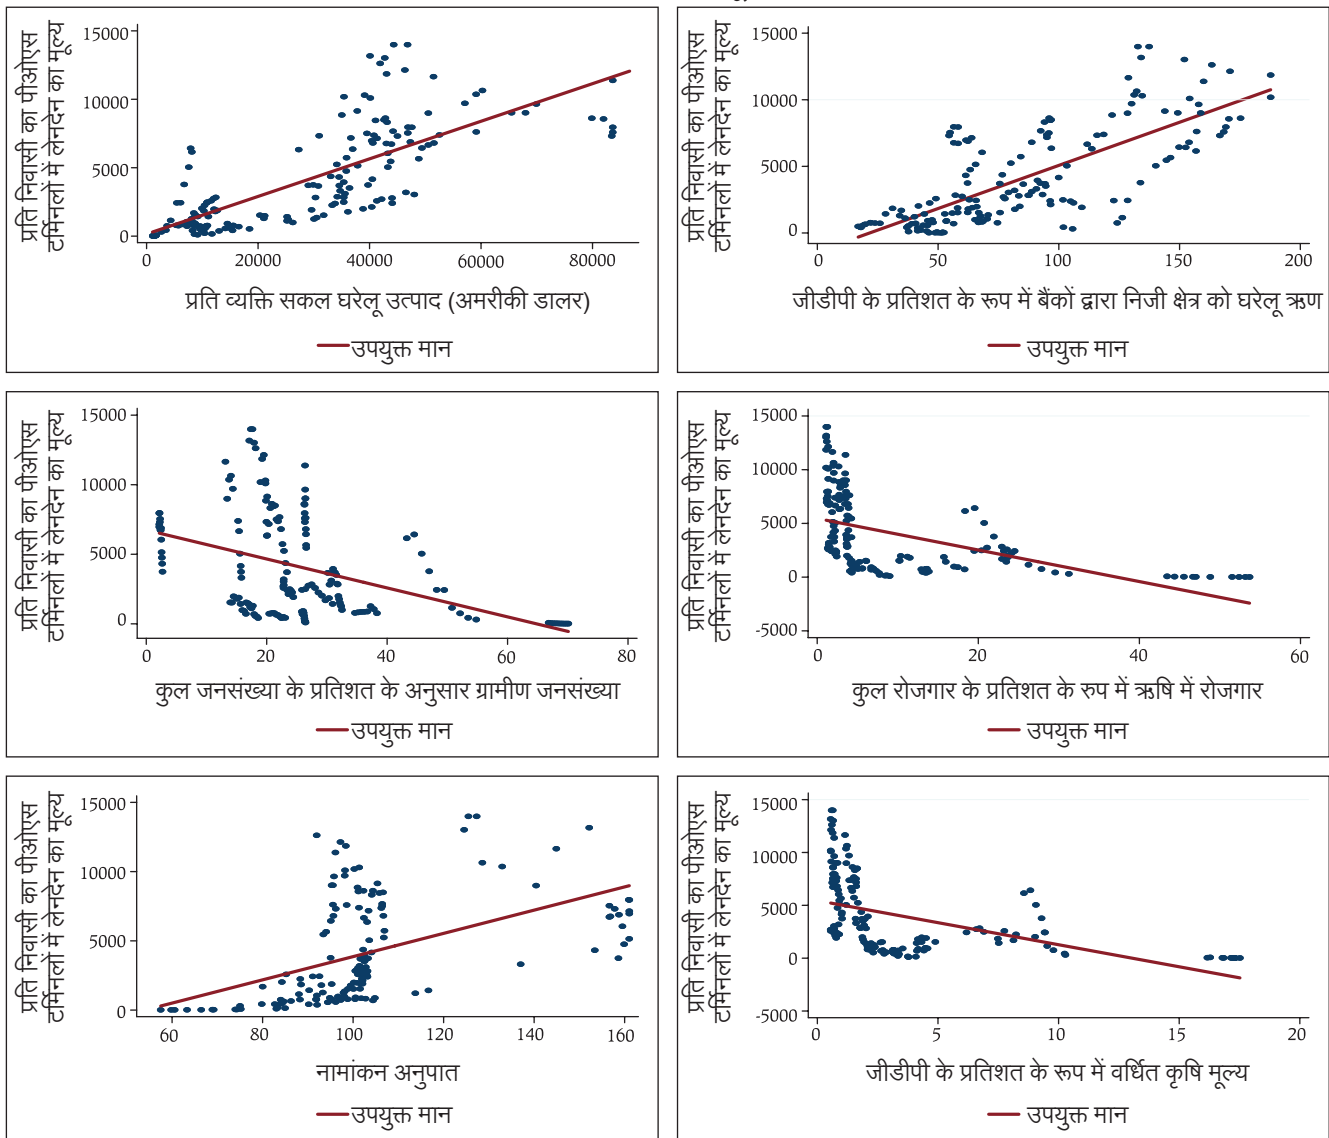 प्रति निवासी का पीओएस
टर्मिनलों में लेनदेन का मूल्य
15000
10000
5000
0
0 20000 40000 60000 80000
प्रति व्यक्ति सकल घरेलू उत्पाद (अमरीकी डालर)
उपयुक्त मान
प्रति निवासी का पीओएस
टर्मिनलों में लेनदेन का मूल्य
15000
10000
5000
0
0 50 100 150 200
जीडीपी के प्रतिशत के रूप में बैंकों द्वारा निजी क्षेत्र को घरेलू ऋण
उपयुक्त मान
प्रति निवासी का पीओएस
टर्मिनलों में लेनदेन का मूल्य
15000
10000
5000
0
0 20 40 60 80
कुल जनसंख्या के प्रतिशत के अनुसार ग्रामीण जनसंख्या
उपयुक्त मान
प्रति निवासी का पीओएस
टर्मिनलों में लेनदेन का मूल्य
15000
10000
5000
0
-5000
0 20 40 60
कुल रोजगार के प्रतिशत के रुप में ऋषि में रोजगार
उपयुक्त मान
प्रति निवासी का पीओएस
टर्मिनलों में लेनदेन का मूल्य
15000
10000
5000
0
60 80 100 120 140 160
नामांकन अनुपात
उपयुक्त मान
प्रति निवासी का पीओएस
टर्मिनलों में लेनदेन का मूल्य
15000
10000
5000
0
-5000
0 5 10 15 20
जीडीपी के प्रतिशत के रूप में वर्धित कृषि मूल्य
उपयुक्त मान